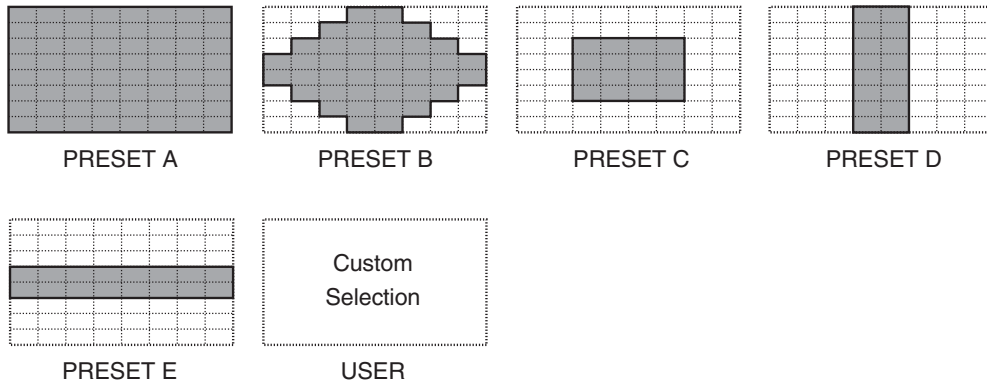 PRESET A
PRESET B
PRESET C
PRESET D
Custom
Selection
PRESET E
USER